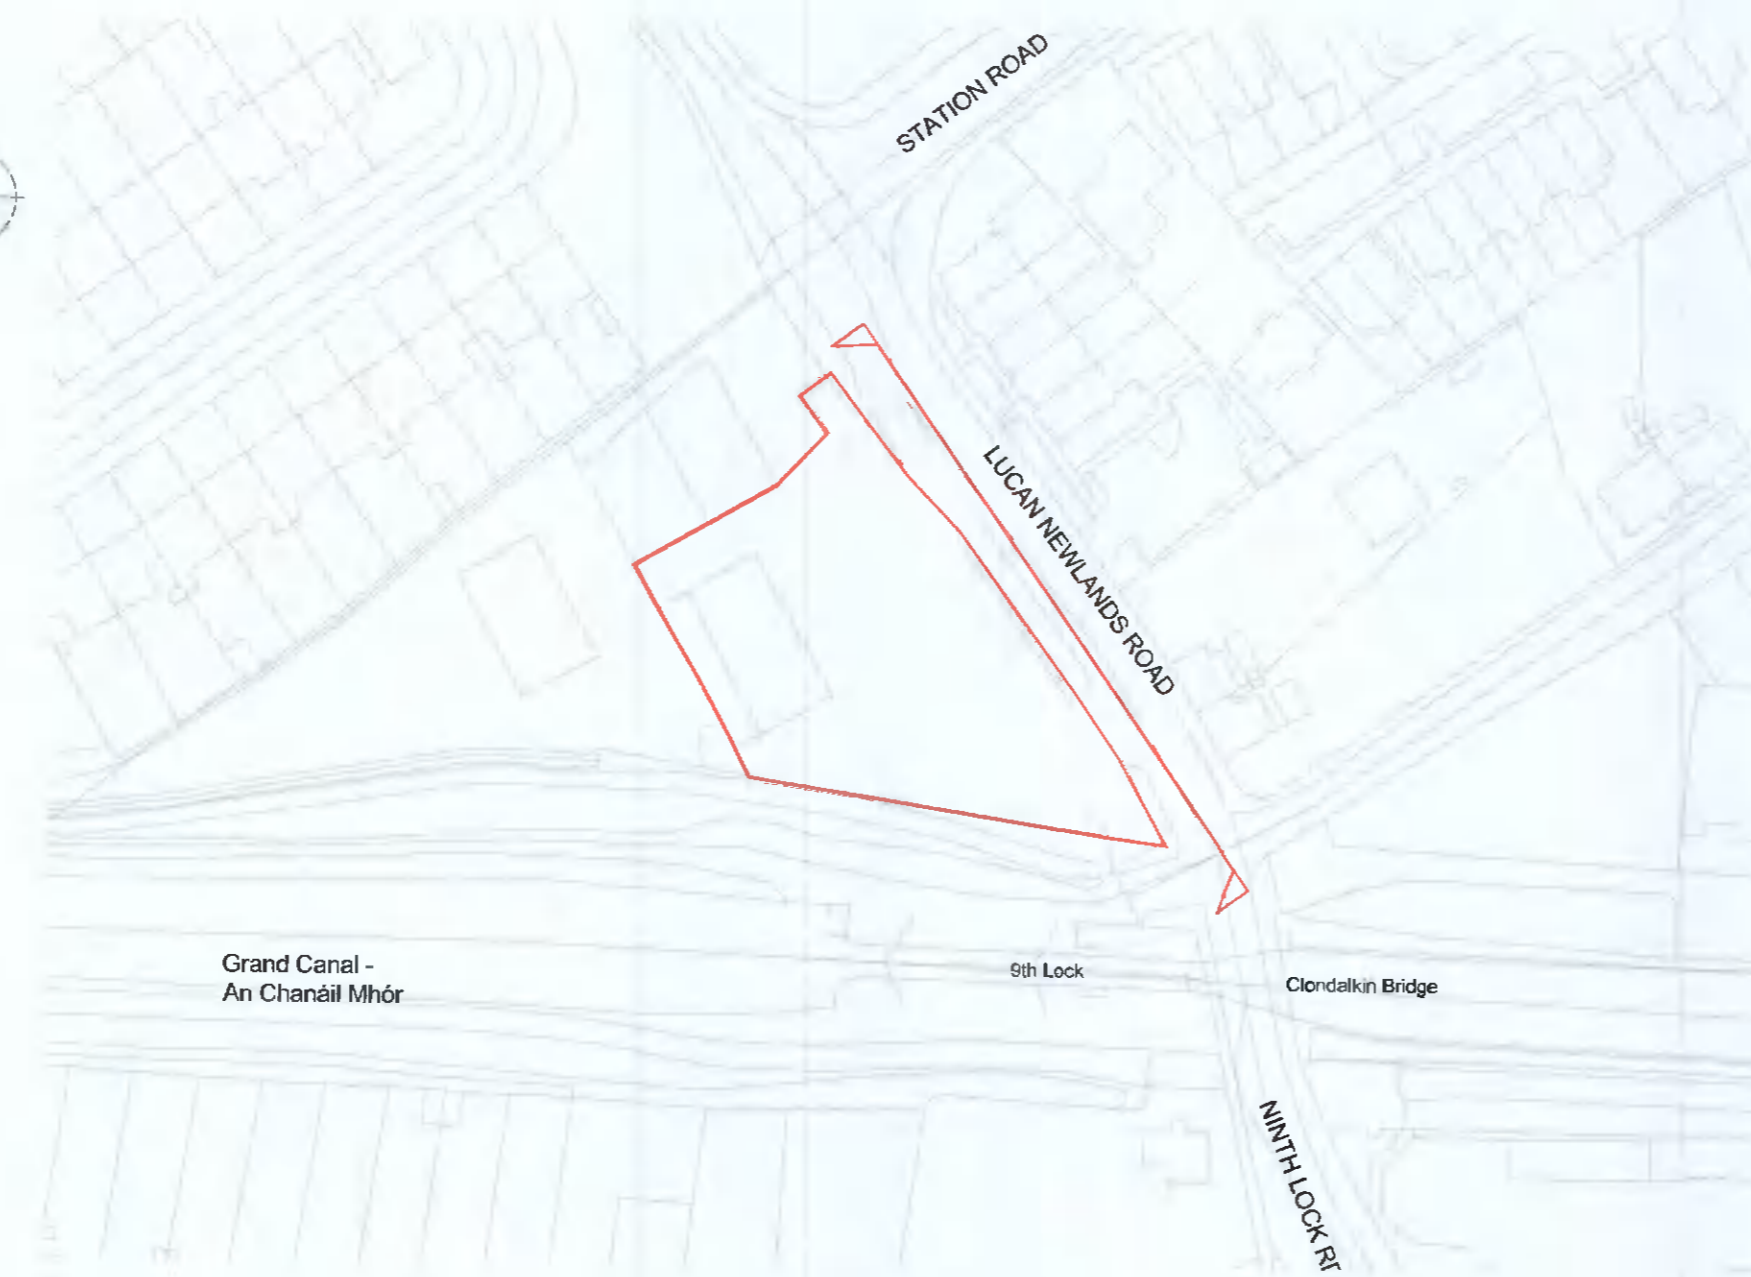 STATION ROAD
LUCAN NEWLANDS ROAD
Grand Canal -
An Chanáil Mhór
9th Lock
Clondalkin Bridge
NINTH LOCK